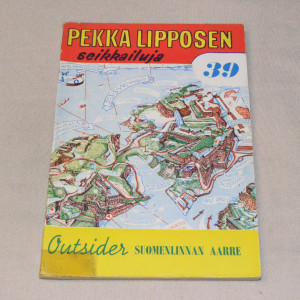 PEKKA LIPPOSEN
seikkailuja
39
Outsider SUOMENLINNAN AARRE